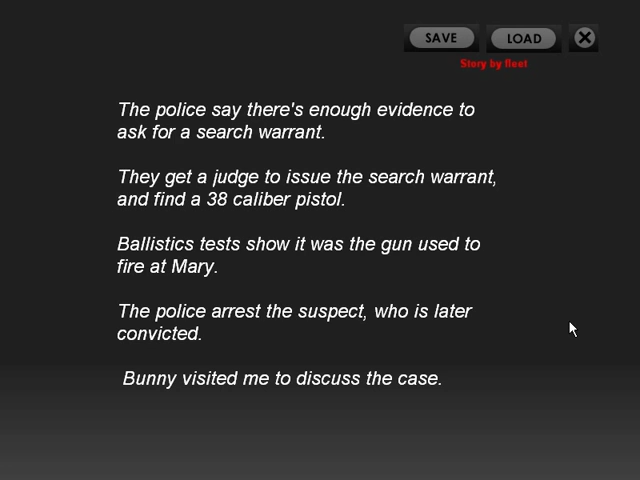 SAVE LOAD
Story by fleet
The police say there's enough evidence to
ask for a search warrant.
They get a judge to issue the search warrant,
and find a 38 caliber pistol.
Ballistics tests show it was the gun used to
fire at Mary.
The police arrest the suspect, who is later
convicted.
Bunny visited me to discuss the case.